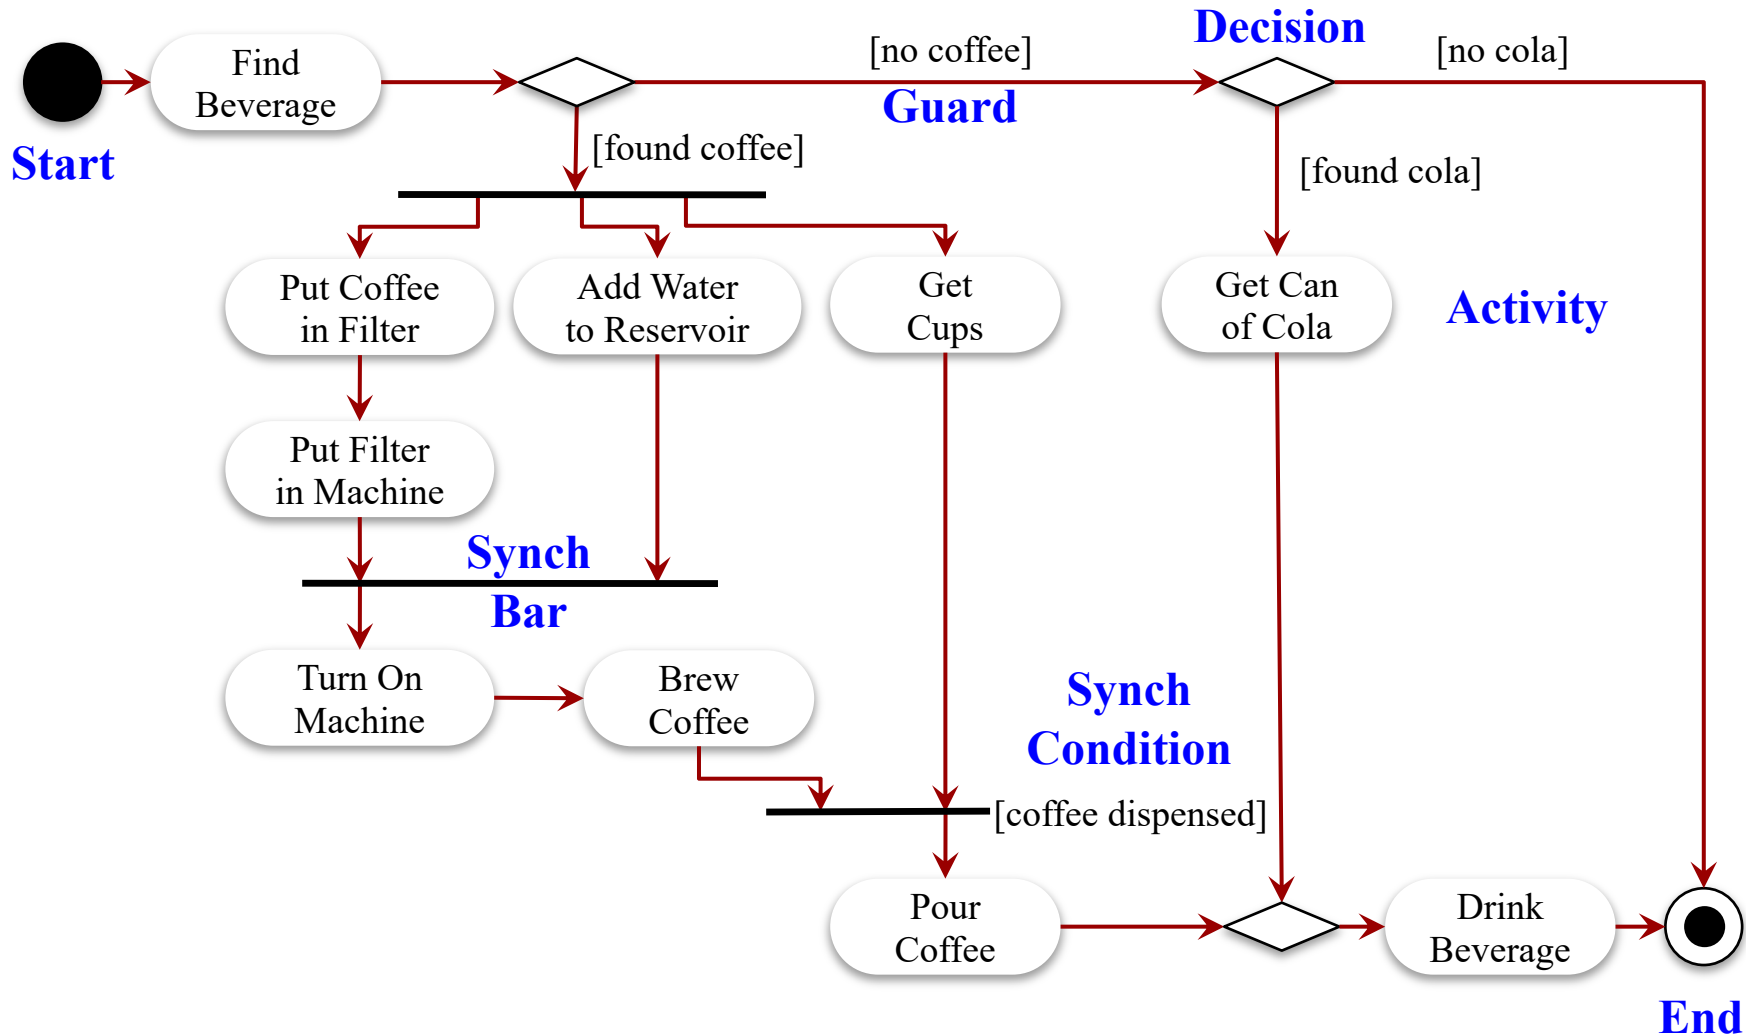 Decision
[no coffee]
[no cola]
Find
Beverage
Guard
Start
[found coffee]
[found cola]
Put Coffee
in Filter
Add Water
to Reservoir
Get
Cups
Get Can
of Cola
Activity
Put Filter
in Machine
Synch
Bar
Turn On
Machine
Brew
Coffee
Synch
Condition
[coffee dispensed]
Pour
Coffee
Drink
Beverage
End